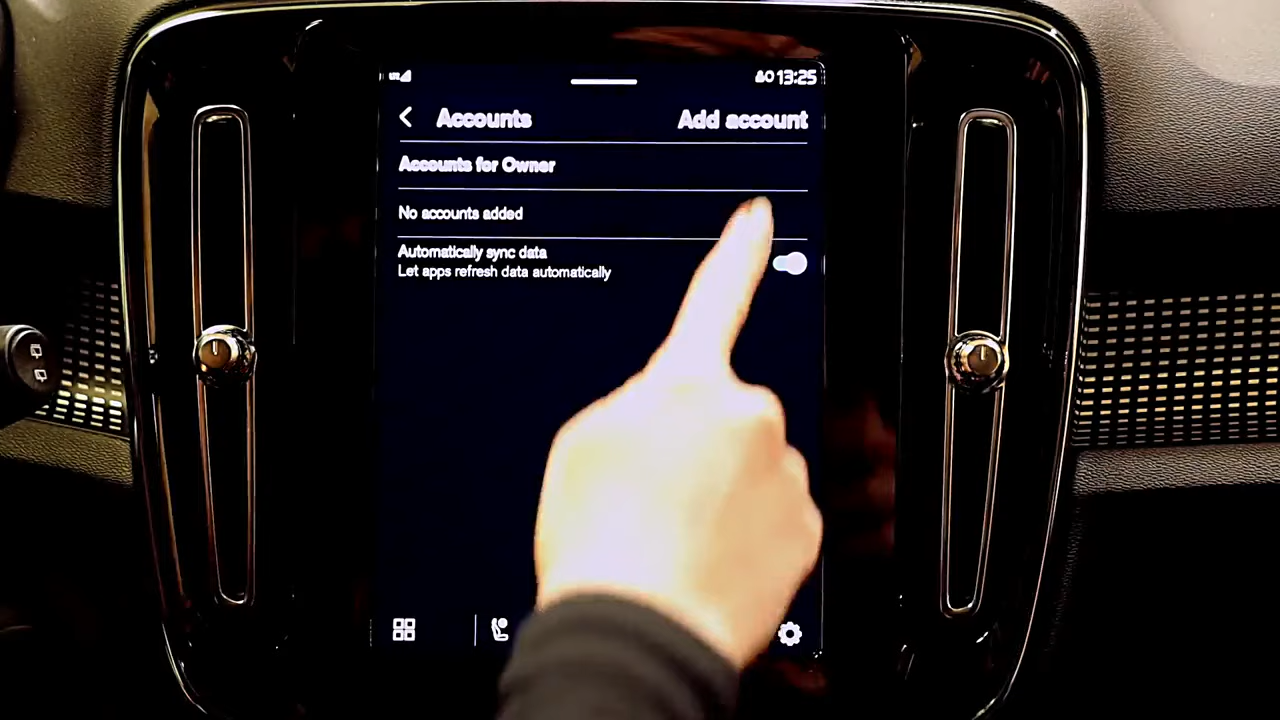 13:25
Accounts
Add account
Accounts for Owner
No accounts added
Automatically sync data
Let apps refresh data automatically